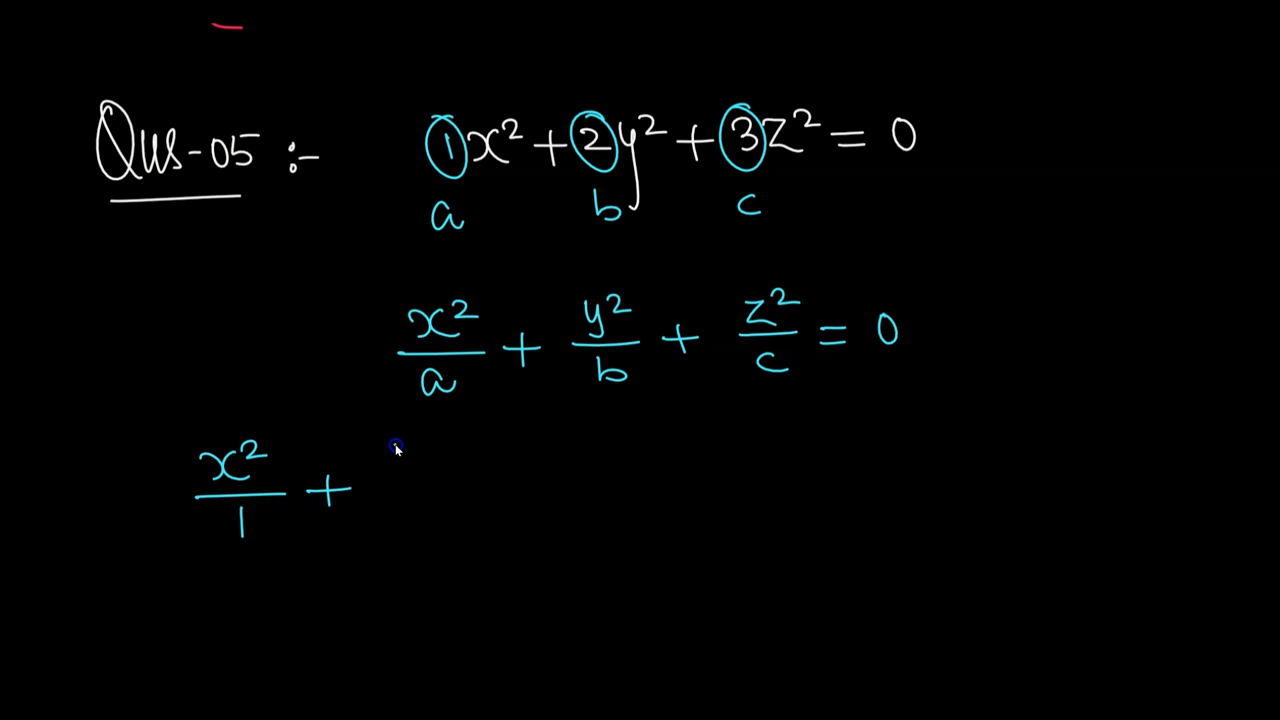 Qus-05 :- 1x² + 2y² + 3z² = 0
a b c
x²/a + y²/b + z²/c = 0
x²/1 +